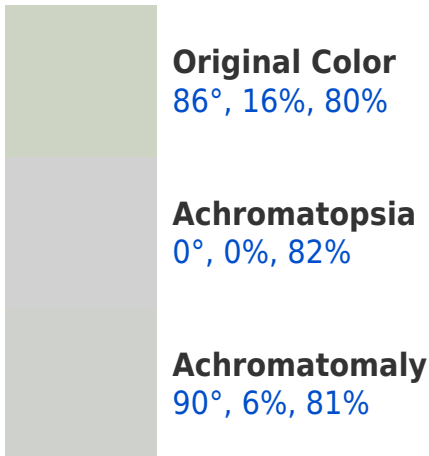 Original Color
86°, 16%, 80%
Achromatopsia
0°, 0%, 82%
Achromatomaly
90°, 6%, 81%